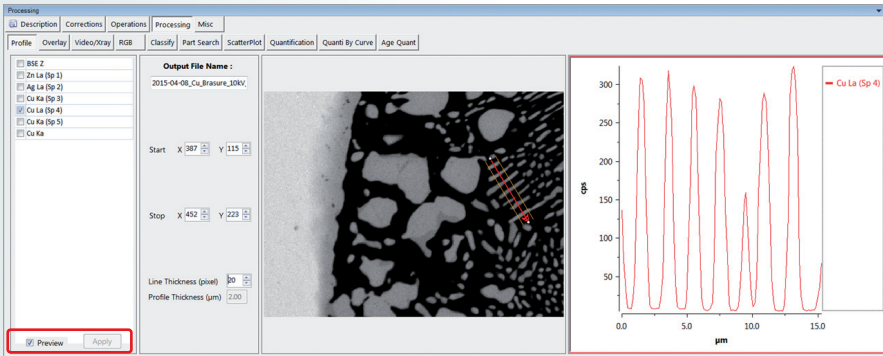 Processing
Description Corrections Operations Processing Misc
Profile Overlay Video/Xray RGB Classify Part Search ScatterPlot Quantification Quanti By Curve Age Quant
BSE Z
Zn La (Sp 1)
Ag La (Sp 2)
Cu Ka (Sp 3)
Cu La (Sp 4)
Cu Ka (Sp 5)
Cu Ka
Preview Apply
Output File Name :
2015-04-08_Cu_Brasure_10kV_
Start X 387 Y 115
Stop X 452 Y 223
Line Thickness (pixel) 20
Profile Thickness (µm) 2.00
cps
300
250
200
150
100
50
0.0 5.0 10.0 15.0
µm
Cu La (Sp 4)